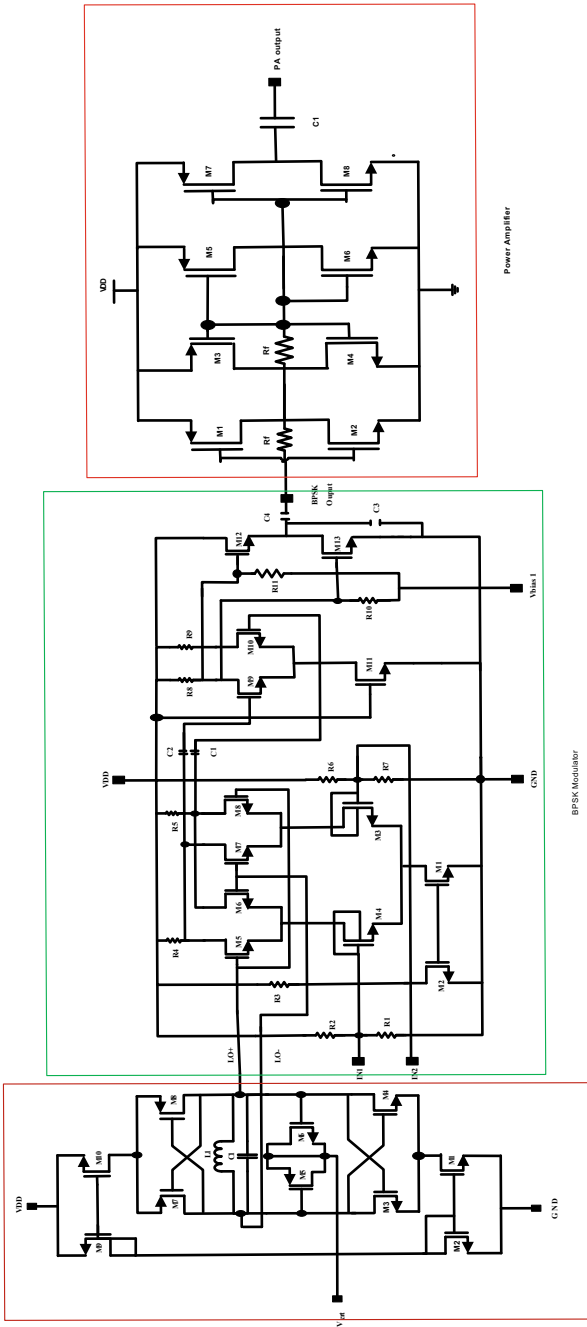 VDD
M9
M10
M7
M8
L1
C1
M5
M6
M3
M4
M2
M1
GND
LO+
LO-
IN1
IN2
R2
R1
R3
R4
R5
M5
M6
M7
M8
M4
M3
M2
M1
VDD
R6
R7
GND
C2
C1
R8
R9
M9
M10
M11
M12
M13
R11
R10
Vbias 1
C4
C3
BPSK
Ouput
BPSK Modulator
VDD
M1
M2
Rf
M3
M4
Rf
M5
M6
M7
M8
C1
PA output
Power Amplifier